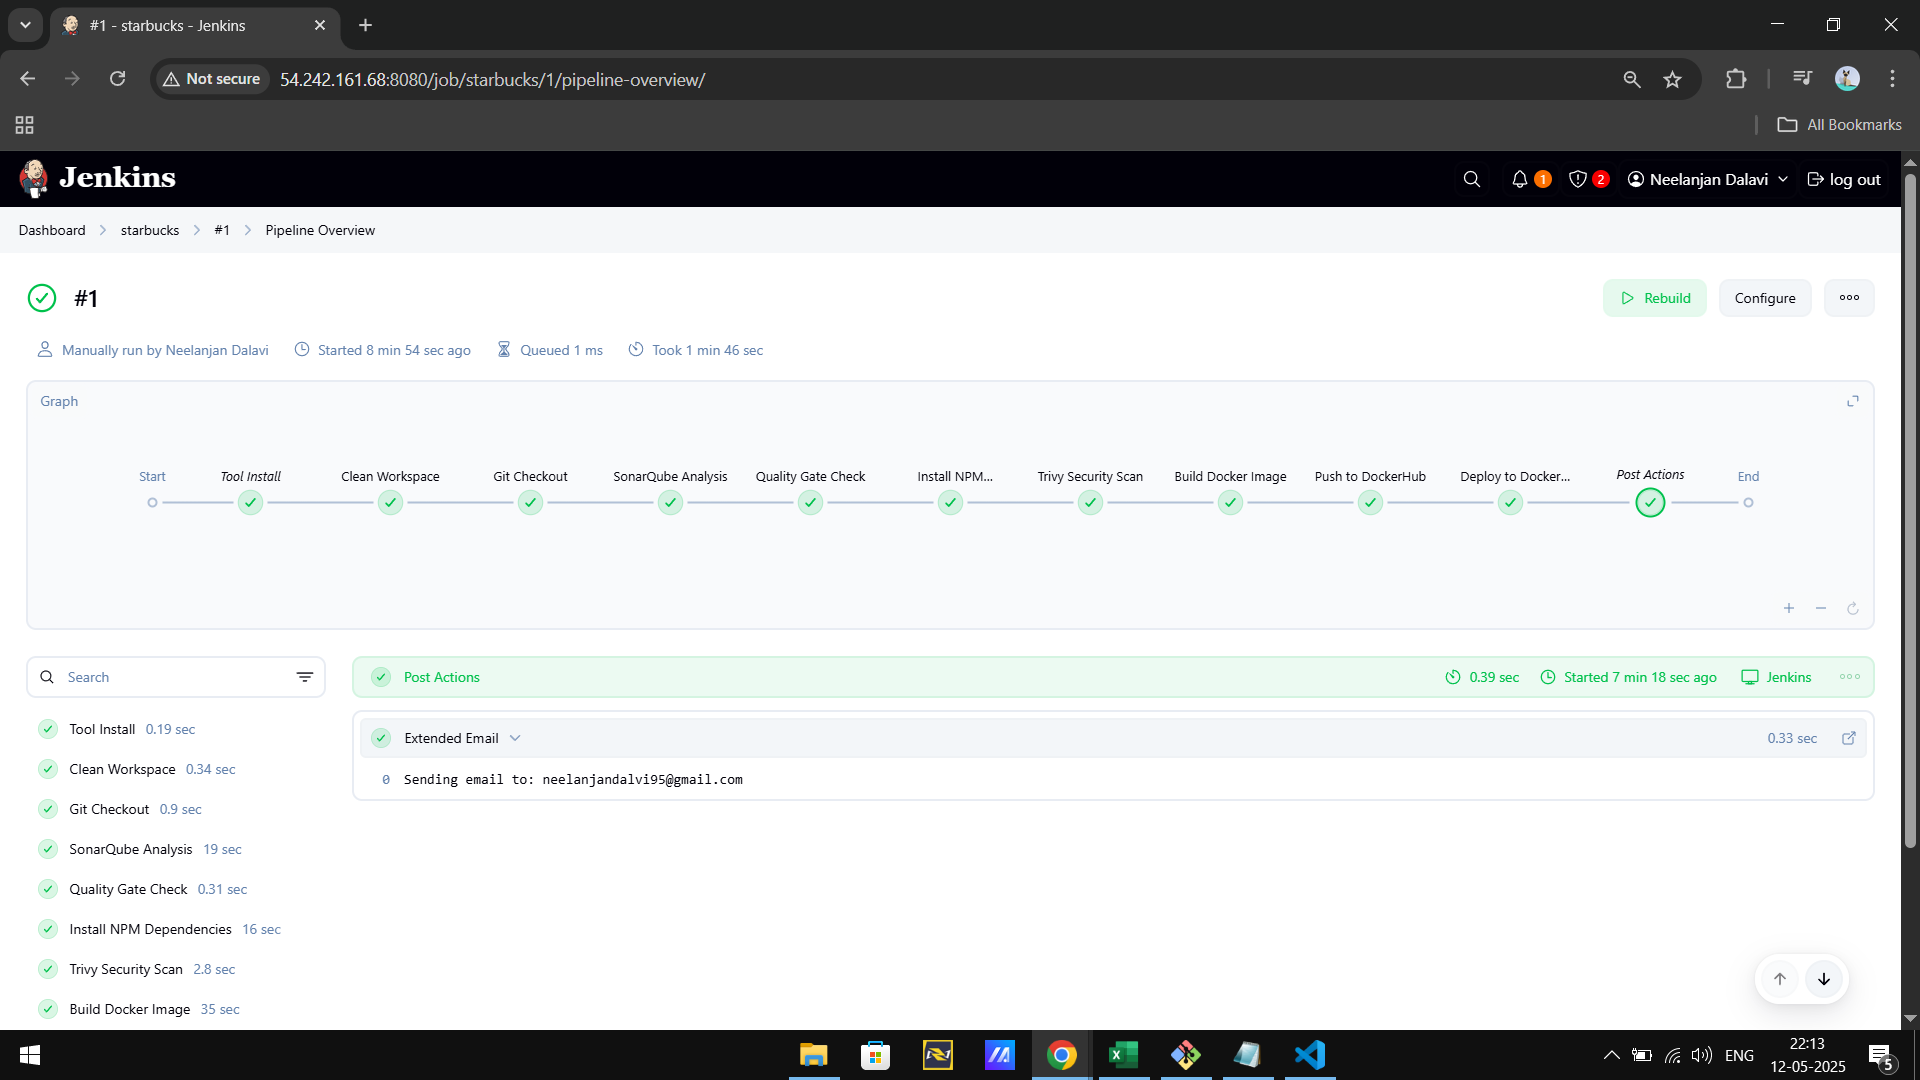 #1 - starbucks - Jenkins
Not secure
54.242.161.68:8080/job/starbucks/1/pipeline-overview/
All Bookmarks
Jenkins
1
2
Neelanjan Dalavi
log out
Dashboard
starbucks
#1
Pipeline Overview
#1
Rebuild
Configure
Manually run by Neelanjan Dalavi
Started 8 min 54 sec ago
Queued 1 ms
Took 1 min 46 sec
Graph
Start
Tool Install
Clean Workspace
Git Checkout
SonarQube Analysis
Quality Gate Check
Install NPM...
Trivy Security Scan
Build Docker Image
Push to DockerHub
Deploy to Docker...
Post Actions
End
Search
Post Actions
0.39 sec
Started 7 min 18 sec ago
Jenkins
Tool Install 0.19 sec
Clean Workspace 0.34 sec
Git Checkout 0.9 sec
SonarQube Analysis 19 sec
Quality Gate Check 0.31 sec
Install NPM Dependencies 16 sec
Trivy Security Scan 2.8 sec
Build Docker Image 35 sec
Extended Email
0.33 sec
0 Sending email to: neelanjandalvi95@gmail.com
ENG
22:13
12-05-2025
5